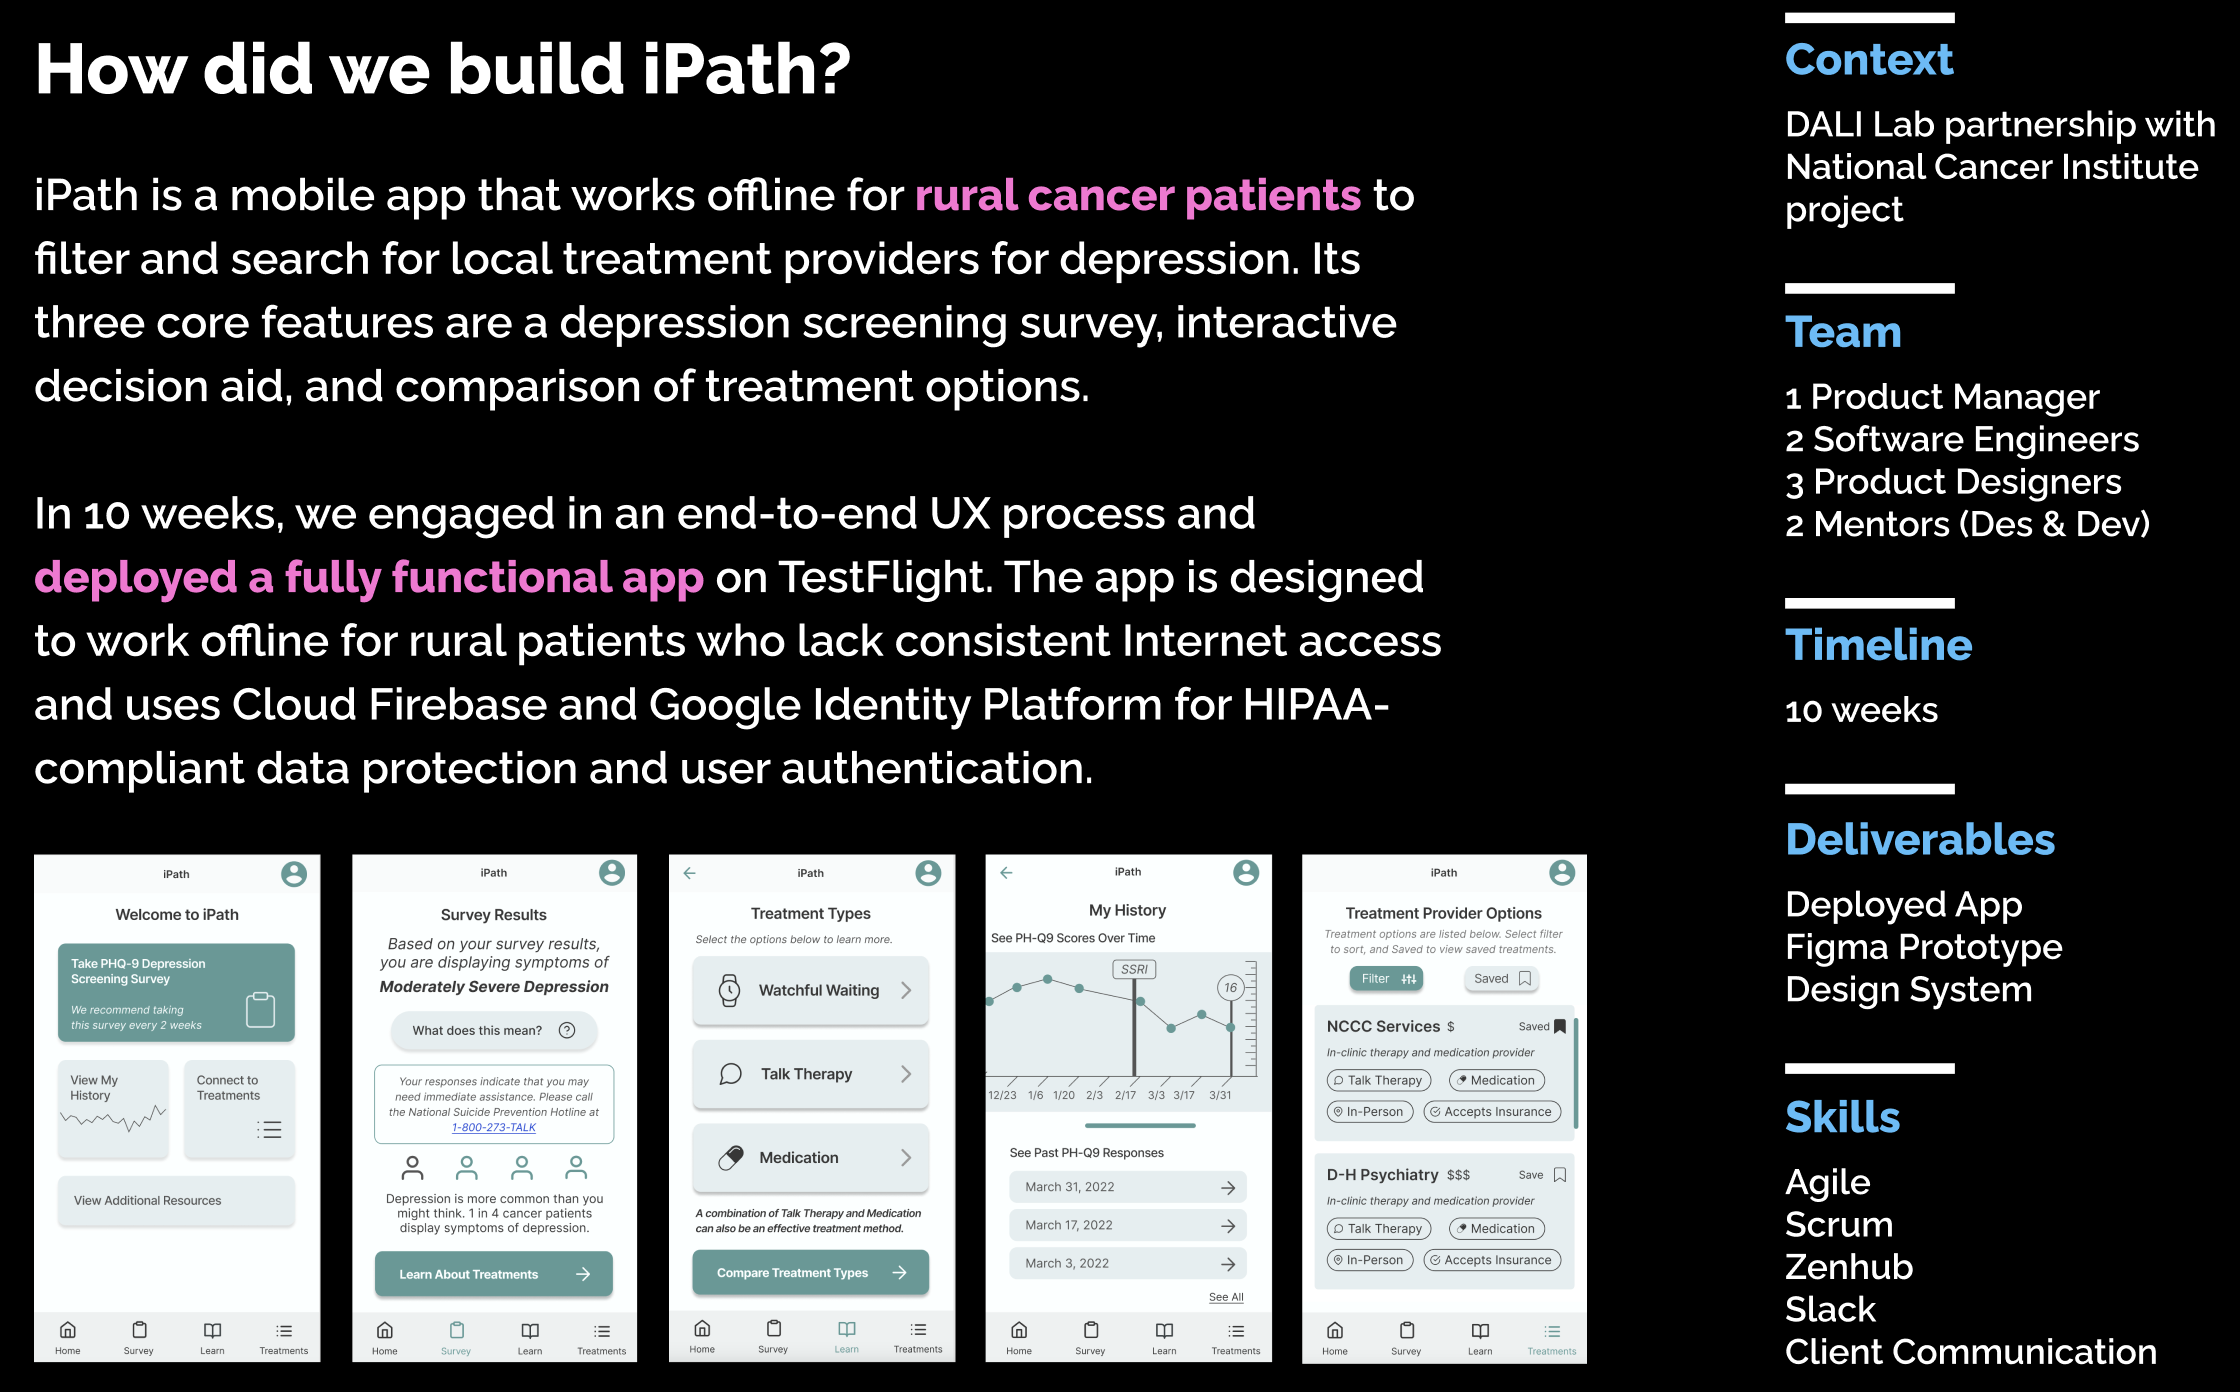 How did we build iPath?
iPath is a mobile app that works offline for rural cancer patients to
filter and search for local treatment providers for depression. Its
three core features are a depression screening survey, interactive
decision aid, and comparison of treatment options.
In 10 weeks, we engaged in an end-to-end UX process and
deployed a fully functional app on TestFlight. The app is designed
to work offline for rural patients who lack consistent Internet access
and uses Cloud Firebase and Google Identity Platform for HIPAA-
compliant data protection and user authentication.
iPath
Welcome to iPath
Take PHQ-9 Depression
Screening Survey
We recommend taking
this survey every 2 weeks
View My
History
Connect to
Treatments
View Additional Resources
Home
Survey
Learn
Treatments
iPath
Survey Results
Based on your survey results,
you are displaying symptoms of
Moderately Severe Depression
What does this mean?
Your responses indicate that you may
need immediate assistance. Please call
the National Suicide Prevention Hotline at
1-800-273-TALK
Depression is more common than you
might think. 1 in 4 cancer patients
display symptoms of depression.
Learn About Treatments
Home
Survey
Learn
Treatments
iPath
Treatment Types
Select the options below to learn more.
Watchful Waiting
Talk Therapy
Medication
A combination of Talk Therapy and Medication
can also be an effective treatment method.
Compare Treatment Types
Home
Survey
Learn
Treatments
iPath
My History
See PH-Q9 Scores Over Time
SSRI
16
12/23 1/6 1/20 2/3 2/17 3/3 3/17 3/31
See Past PH-Q9 Responses
March 31, 2022
March 17, 2022
March 3, 2022
See All
Home
Survey
Learn
Treatments
iPath
Treatment Provider Options
Treatment options are listed below. Select filter
to sort, and Saved to view saved treatments.
Filter
Saved
NCCC Services $
Saved
In-clinic therapy and medication provider
Talk Therapy
Medication
In-Person
Accepts Insurance
D-H Psychiatry $$$
Save
In-clinic therapy and medication provider
Talk Therapy
Medication
In-Person
Accepts Insurance
Home
Survey
Learn
Treatments
Context
DALI Lab partnership with
National Cancer Institute
project
Team
1 Product Manager
2 Software Engineers
3 Product Designers
2 Mentors (Des & Dev)
Timeline
10 weeks
Deliverables
Deployed App
Figma Prototype
Design System
Skills
Agile
Scrum
Zenhub
Slack
Client Communication